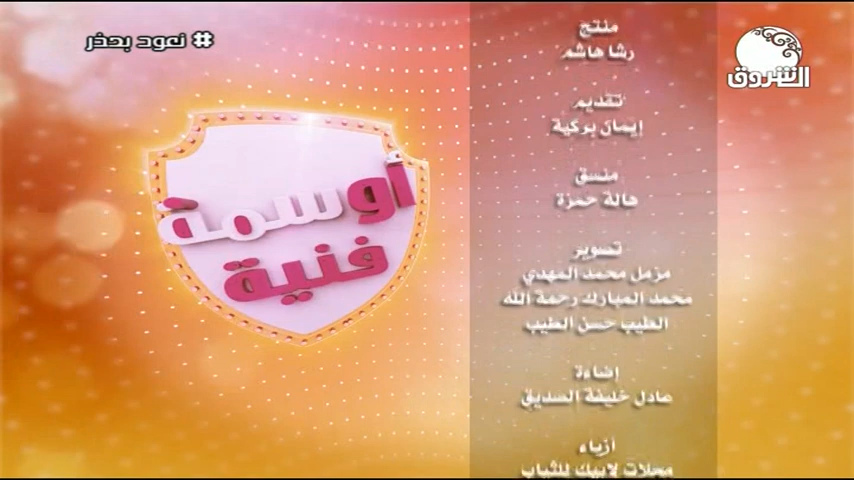 # نعود بحذر
الشروق
أوسمة
فنية
منتج
رشا هاشم
تقديم
إيمان بركية
منسق
هالة حمزة
تصوير
مزمل محمد المهدي
محمد المبارك رحمة الله
الطيب حسن الطيب
إضاءة
عادل خليفة الصديق
أزياء
محلات لابيك للثياب